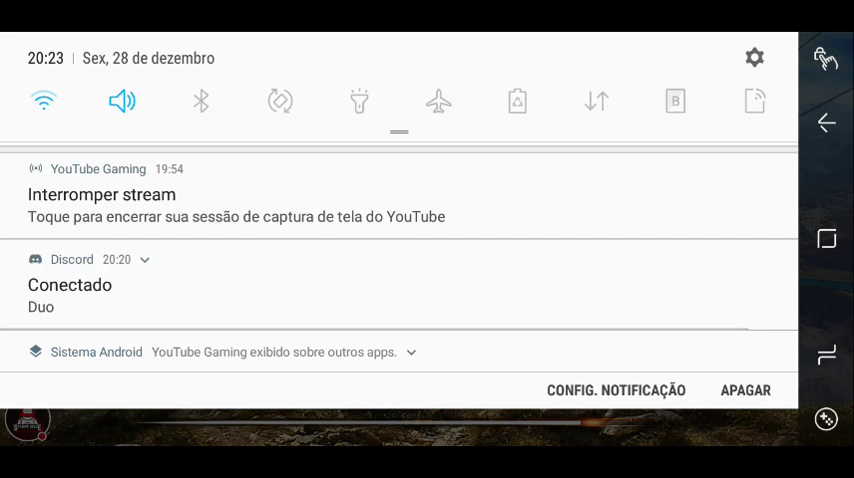 20:23 | Sex, 28 de dezembro
B
YouTube Gaming 19:54
Interromper stream
Toque para encerrar sua sessão de captura de tela do YouTube
Discord 20:20
Conectado
Duo
Sistema Android YouTube Gaming exibido sobre outros apps.
CONFIG. NOTIFICAÇÃO APAGAR